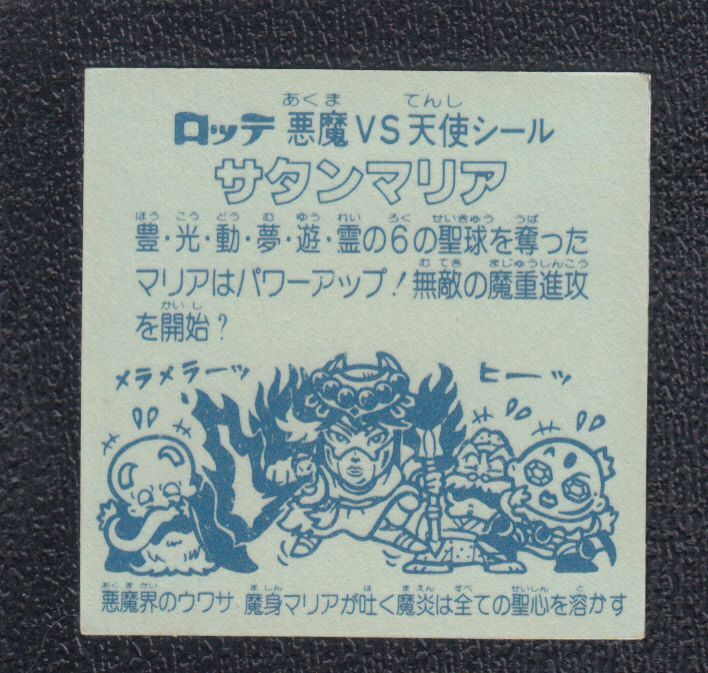 あくま てんし
ロッテ 悪魔VS天使シール
サタンマリア
ほう こう どう む ゆう れい ろく せいきゅう うば
豊・光・動・夢・遊・霊の6の聖球を奪った
むてき まじゅうしんこう
マリアはパワーアップ!無敵の魔重進攻
かいし
を開始?
メラメラーッ
ヒーッ
あくまかい ましん は まえん すべ せいしん と
悪魔界のウワサ 魔身マリアが吐く魔炎は全ての聖心を溶かす